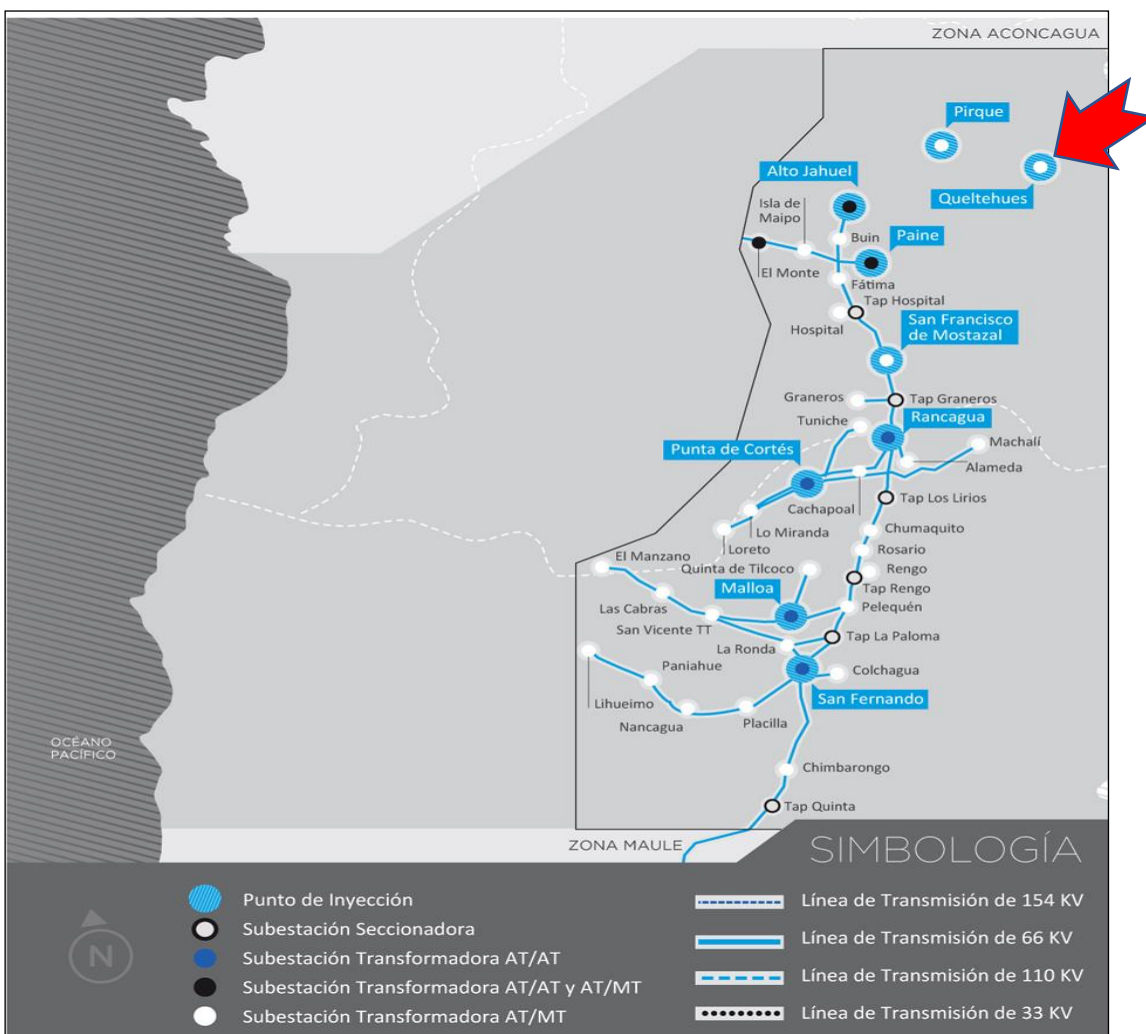 ZONA ACONCAGUA
Pirque
Queltehues
Alto Jahuel
Isla de
Maipo
Buin
Paine
El Monte
Fátima
Tap Hospital
Hospital
San Francisco
de Mostazal
Graneros
Tap Graneros
Tuniche
Rancagua
Machalí
Punta de Cortés
Alameda
Cachapoal
Tap Los Lirios
Lo Miranda
Chumaquito
Loreto
Rosario
El Manzano
Quinta de Tilcoco
Rengo
Tap Rengo
Malloa
Las Cabras
Pelequén
San Vicente TT
Tap La Paloma
La Ronda
Paniahue
Colchagua
Lihueimo
San Fernando
Nancagua
Placilla
OCÉANO
PACÍFICO
Chimbarongo
Tap Quinta
ZONA MAULE
SIMBOLOGÍA
N
Punto de Inyección
Subestación Seccionadora
Subestación Transformadora AT/AT
Subestación Transformadora AT/AT y AT/MT
Subestación Transformadora AT/MT
Línea de Transmisión de 154 KV
Línea de Transmisión de 66 KV
Línea de Transmisión de 110 KV
Línea de Transmisión de 33 KV